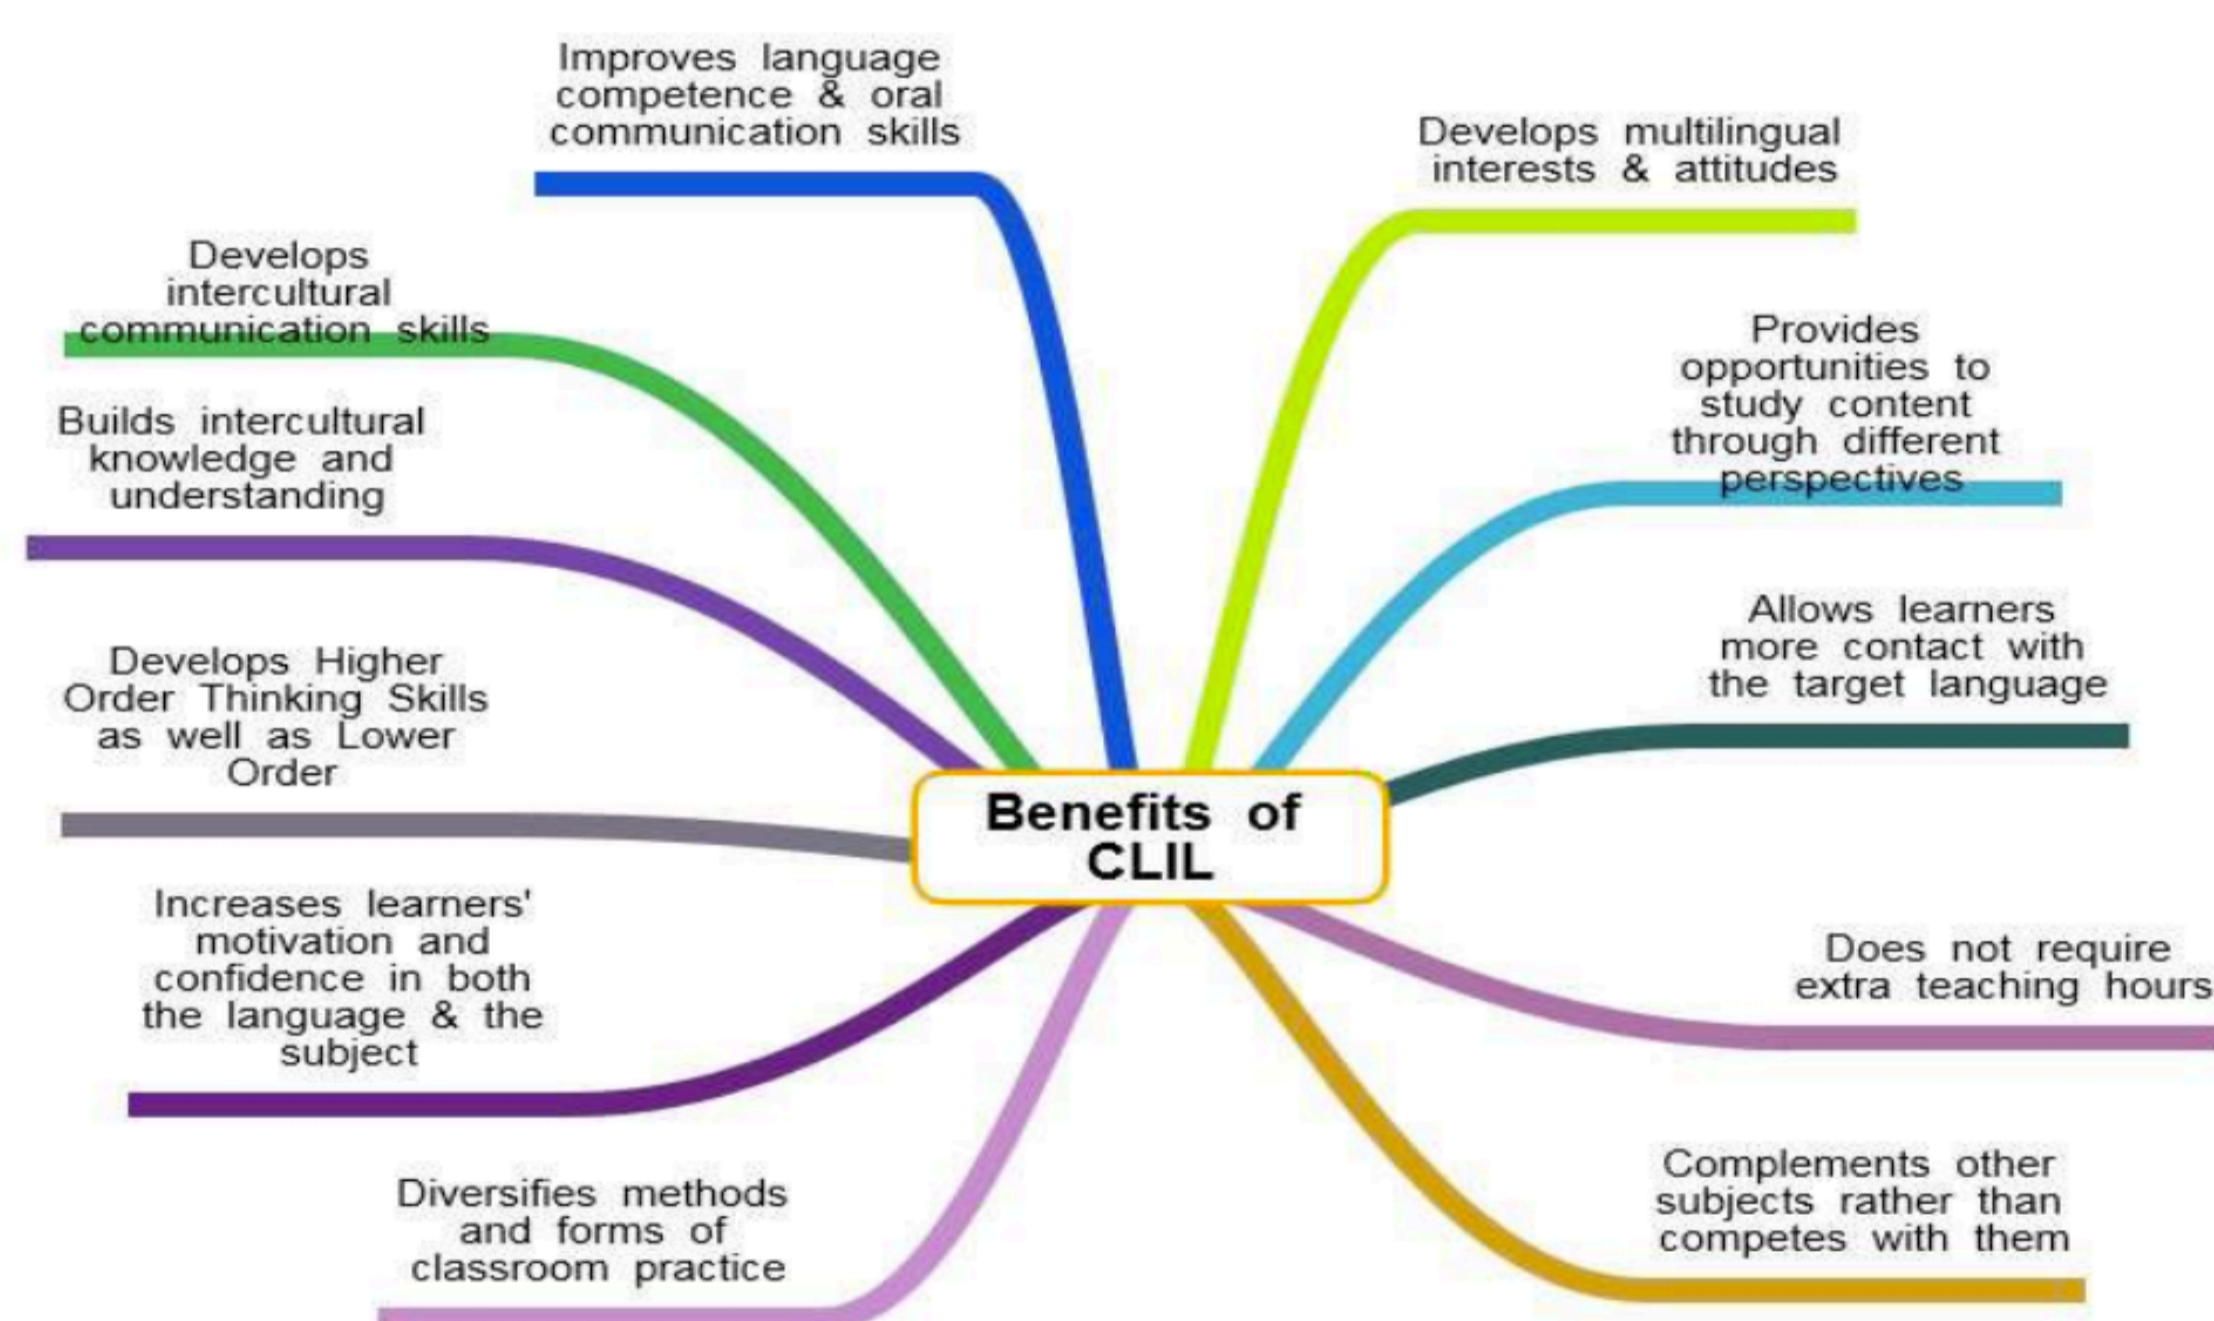 Improves language
competence & oral
communication skills
Develops multilingual
interests & attitudes
Develops
intercultural
communication skills
Provides
opportunities to
study content
through different
perspectives
Builds intercultural
knowledge and
understanding
Allows learners
more contact with
the target language
Develops Higher
Order Thinking Skills
as well as Lower
Order
Benefits of
CLIL
Increases learners'
motivation and
confidence in both
the language & the
subject
Does not require
extra teaching hours
Diversifies methods
and forms of
classroom practice
Complements other
subjects rather than
competes with them